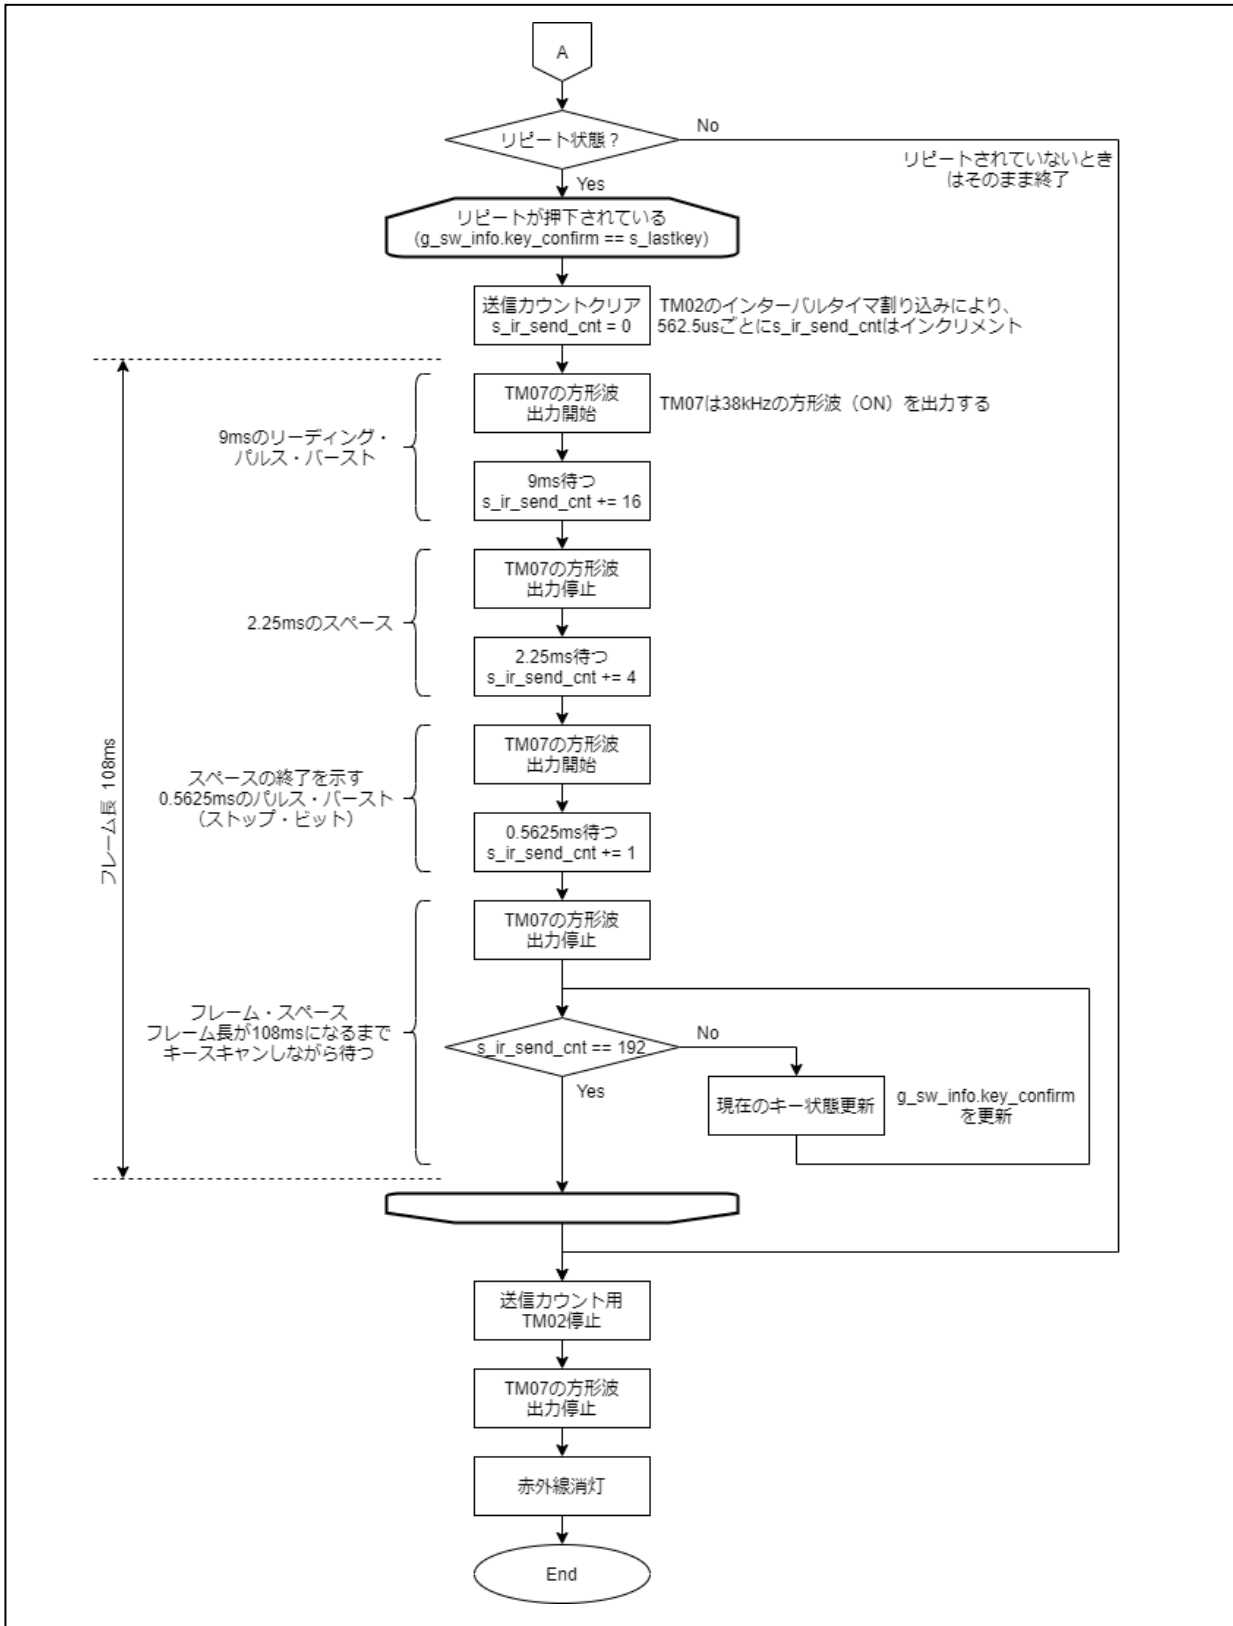 A
リピート状態？
No
リピートされていないとき
はそのまま終了
Yes
リピートが押下されている
(g_sw_info.key_confirm == s_lastkey)
送信カウントクリア
s_ir_send_cnt = 0
TM02のインターバルタイマ割り込みにより、
562.5usごとにs_ir_send_cntはインクリメント
TM07の方形波
出力開始
TM07は38kHzの方形波（ON）を出力する
9msのリーディング・
パルス・バースト
9ms待つ
s_ir_send_cnt += 16
TM07の方形波
出力停止
2.25msのスペース
2.25ms待つ
s_ir_send_cnt += 4
フレーム長 108ms
TM07の方形波
出力開始
スペースの終了を示す
0.5625msのパルス・バースト
（ストップ・ビット）
0.5625ms待つ
s_ir_send_cnt += 1
TM07の方形波
出力停止
フレーム・スペース
フレーム長が108msになるまで
キースキャンしながら待つ
s_ir_send_cnt == 192
No
Yes
現在のキー状態更新
g_sw_info.key_confirm
を更新
送信カウント用
TM02停止
TM07の方形波
出力停止
赤外線消灯
End